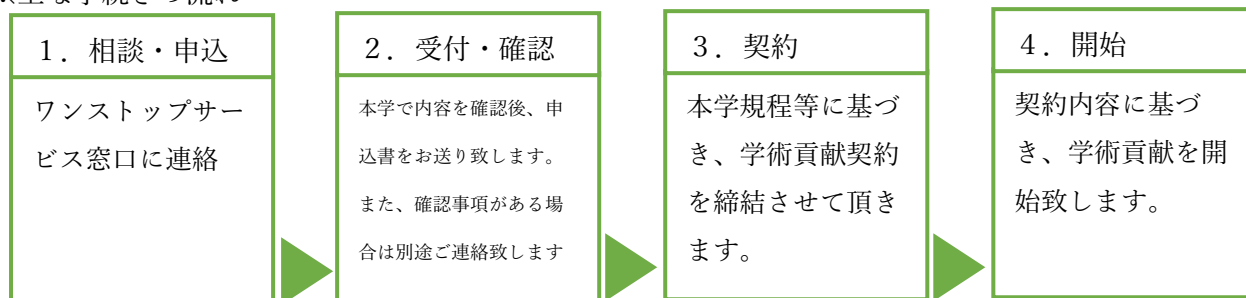 １．相談・申込
ワンストップサー
ビス窓口に連絡
２．受付・確認
本学で内容を確認後、申
込書をお送り致します。
また、確認事項がある場
合は別途ご連絡致します
３．契約
本学規程等に基づ
き、学術貢献契約
を締結させて頂き
ます。
４．開始
契約内容に基づ
き、学術貢献を開
始致します。